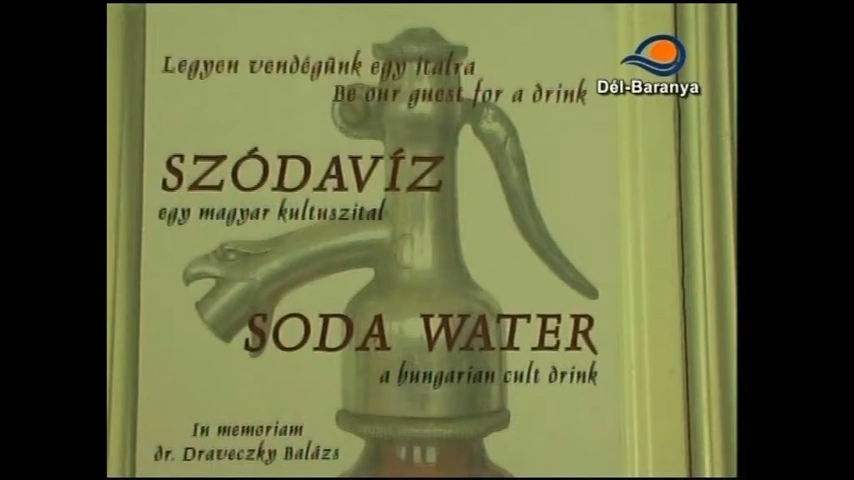 Legyen vendégünk egy italra
Be our guest for a drink
Dél-Baranya
SZÓDAVÍZ
egy magyar kultuszital
SODA WATER
a hungarian cult drink
In memoriam
dr. Draveczky Balázs